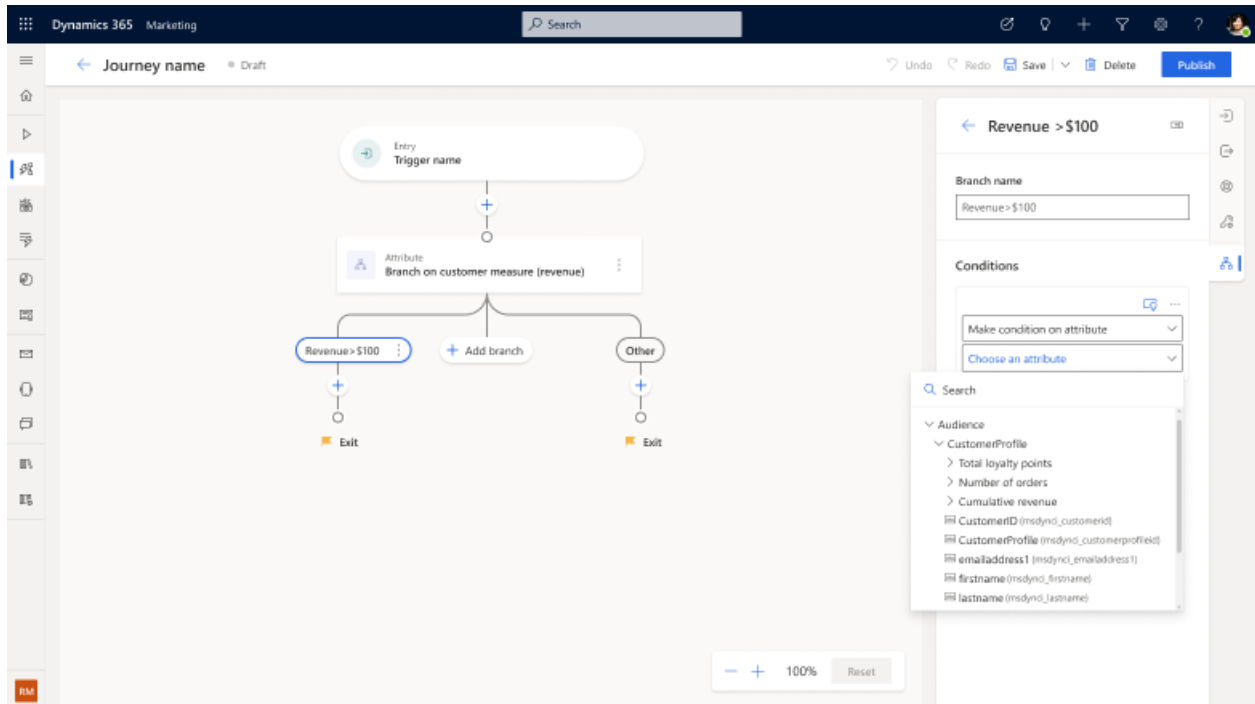 Dynamics 365 Marketing
Search
?
Journey name
Draft
Undo
Redo
Save
Delete
Publish
Entry
Trigger name
Attribute
Branch on customer measure (revenue)
Revenue>$100
Add branch
Other
Exit
Exit
100%
Reset
RM
Revenue >$100
Branch name
Revenue>$100
Conditions
Make condition on attribute
Choose an attribute
Search
Audience
CustomerProfile
Total loyalty points
Number of orders
Cumulative revenue
CustomerID (msdynci_customerid)
CustomerProfile (msdynci_customerprofileid)
emailaddress1 (msdynci_emailaddress1)
firstname (msdynci_firstname)
lastname (msdynci_lastname)